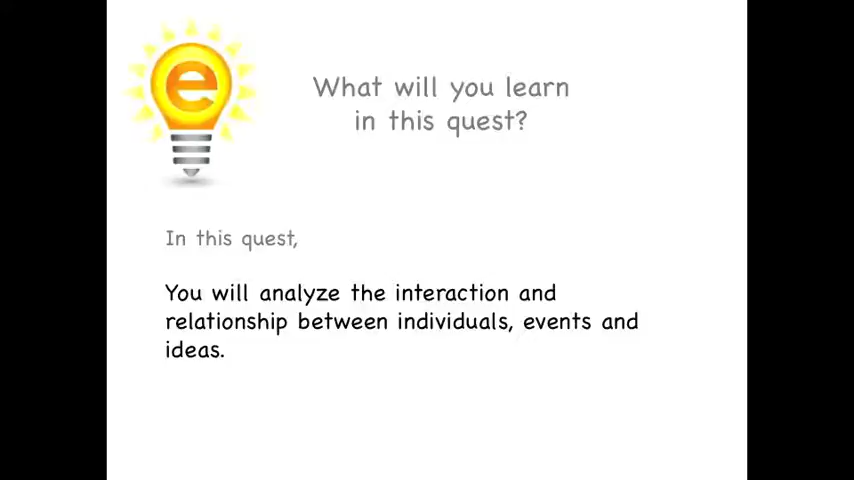 e
What will you learn
in this quest?
In this quest,
You will analyze the interaction and
relationship between individuals, events and
ideas.